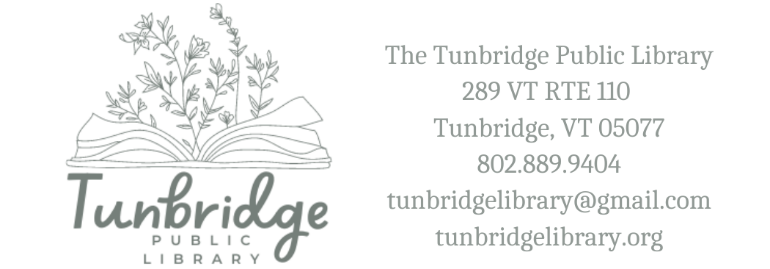 Tunbridge
PUBLIC
LIBRARY
The Tunbridge Public Library
289 VT RTE 110
Tunbridge, VT 05077
802.889.9404
tunbridgelibrary@gmail.com
tunbridgelibrary.org